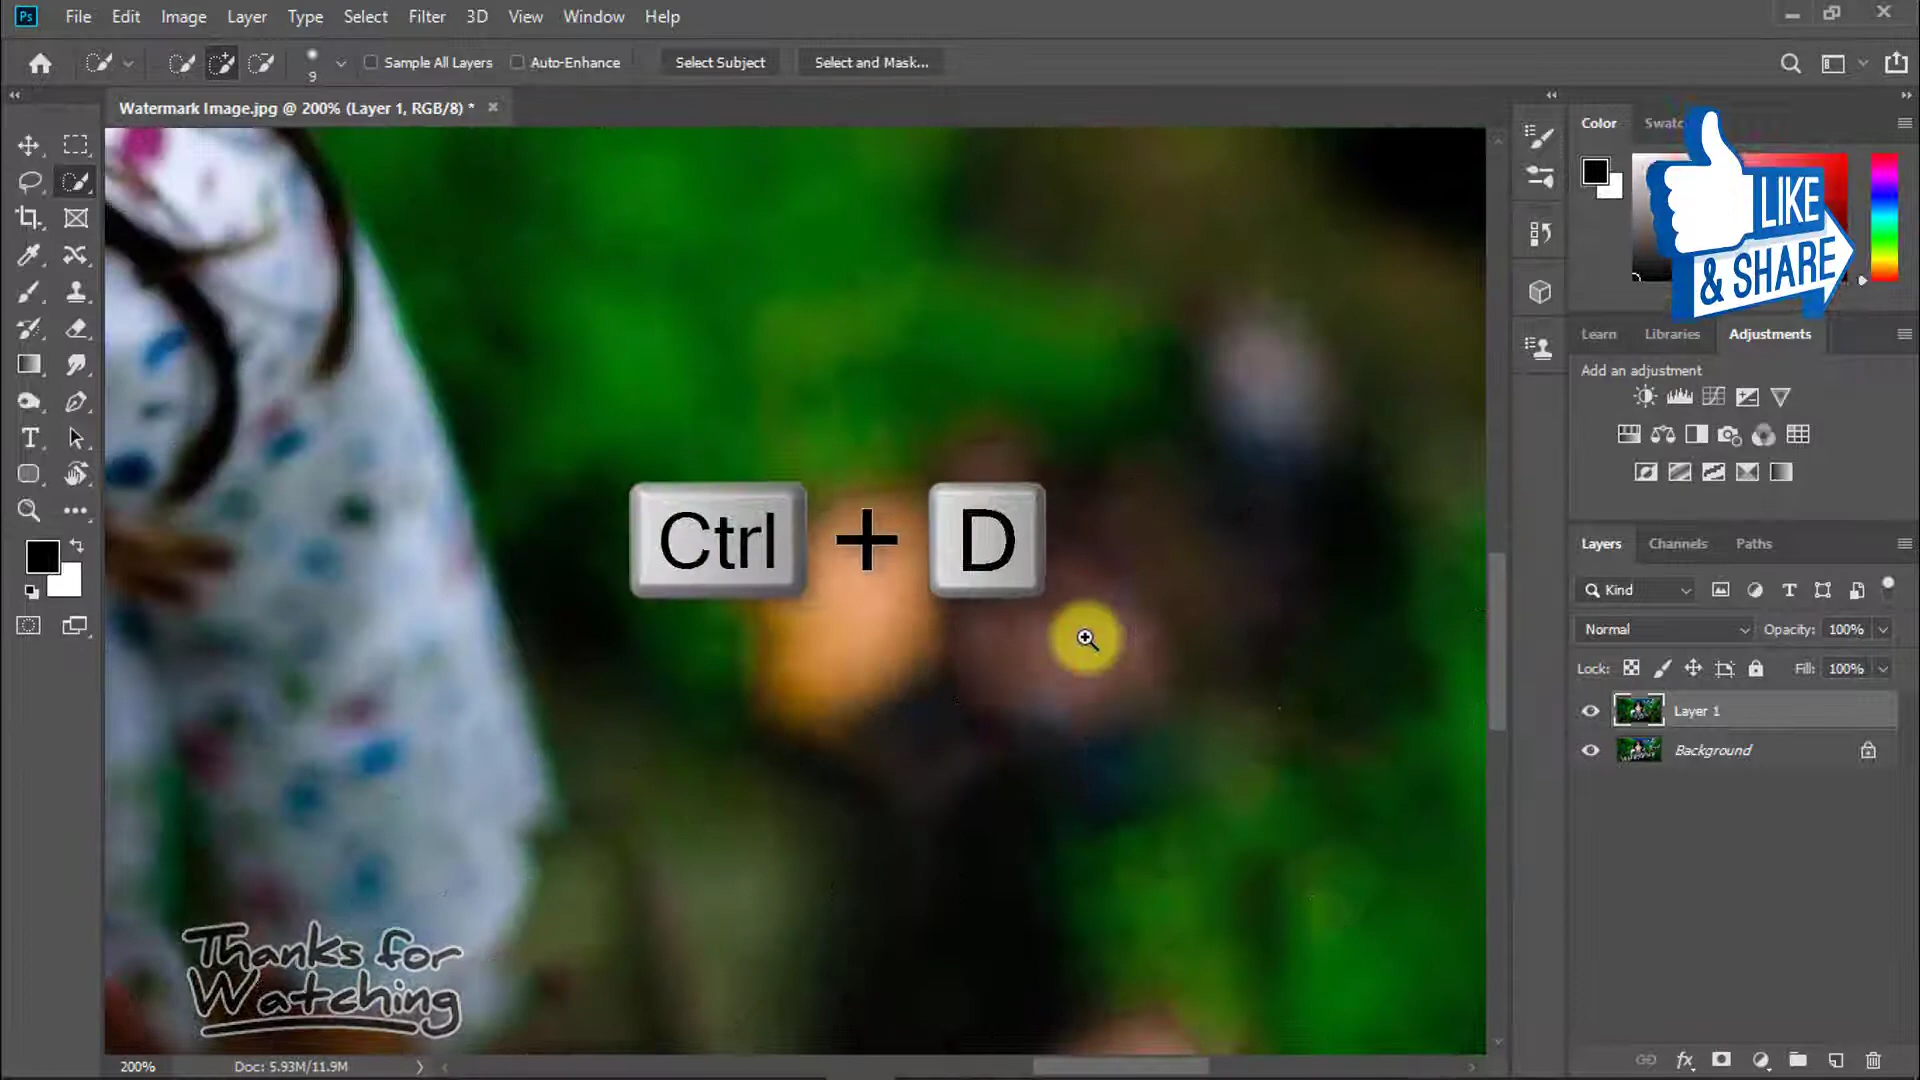 Ps File Edit Image Layer Type Select Filter 3D View Window Help
9 Sample All Layers Auto-Enhance Select Subject Select and Mask...
Watermark Image.jpg @ 200% (Layer 1, RGB/8) *
Color Swatc
LIKE
& SHARE
Learn Libraries Adjustments
Add an adjustment
Ctrl + D
Layers Channels Paths
Kind
Normal Opacity: 100%
Lock: Fill: 100%
Layer 1
Background
Thanks for
Watching
200% Doc: 5.93M/11.9M